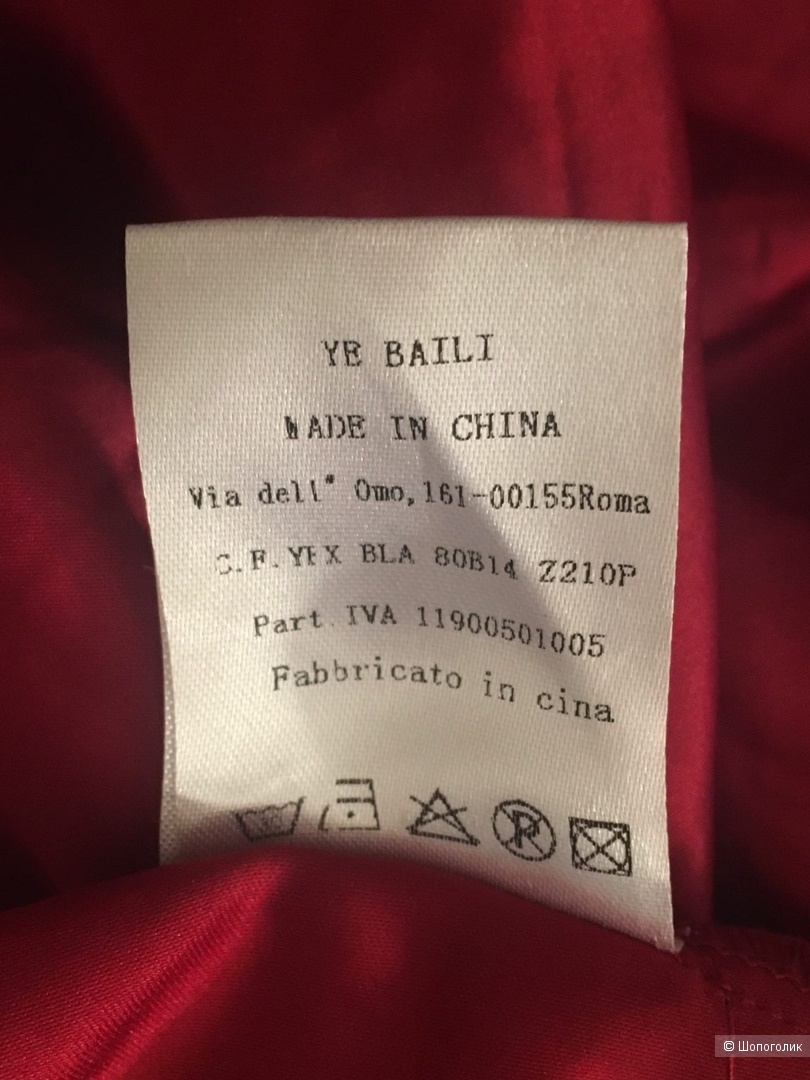 YE BAILI
MADE IN CHINA
Via dell' Omo,161-00155Roma
C.F.YEX BLA 80B14 Z210P
Part.IVA 11900501005
Fabbricato in cina
P
© Шопоголик